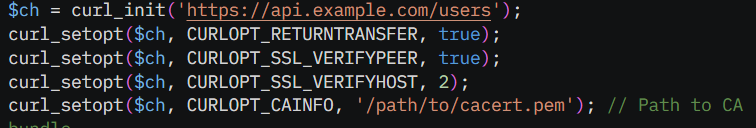 $ch = curl_init('https://api.example.com/users');
curl_setopt($ch, CURLOPT_RETURNTRANSFER, true);
curl_setopt($ch, CURLOPT_SSL_VERIFYPEER, true);
curl_setopt($ch, CURLOPT_SSL_VERIFYHOST, 2);
curl_setopt($ch, CURLOPT_CAINFO, '/path/to/cacert.pem'); // Path to CA
bundle